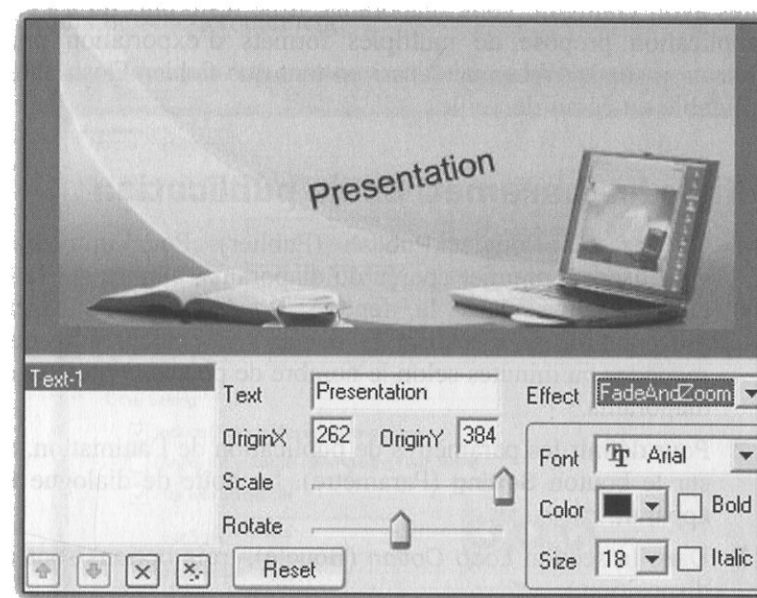 Presentation
Text-1
Text Presentation
OriginX 262 OriginY 384
Scale
Rotate
Reset
Effect FadeAndZoom
Font Arial
Color Bold
Size 18 Italic